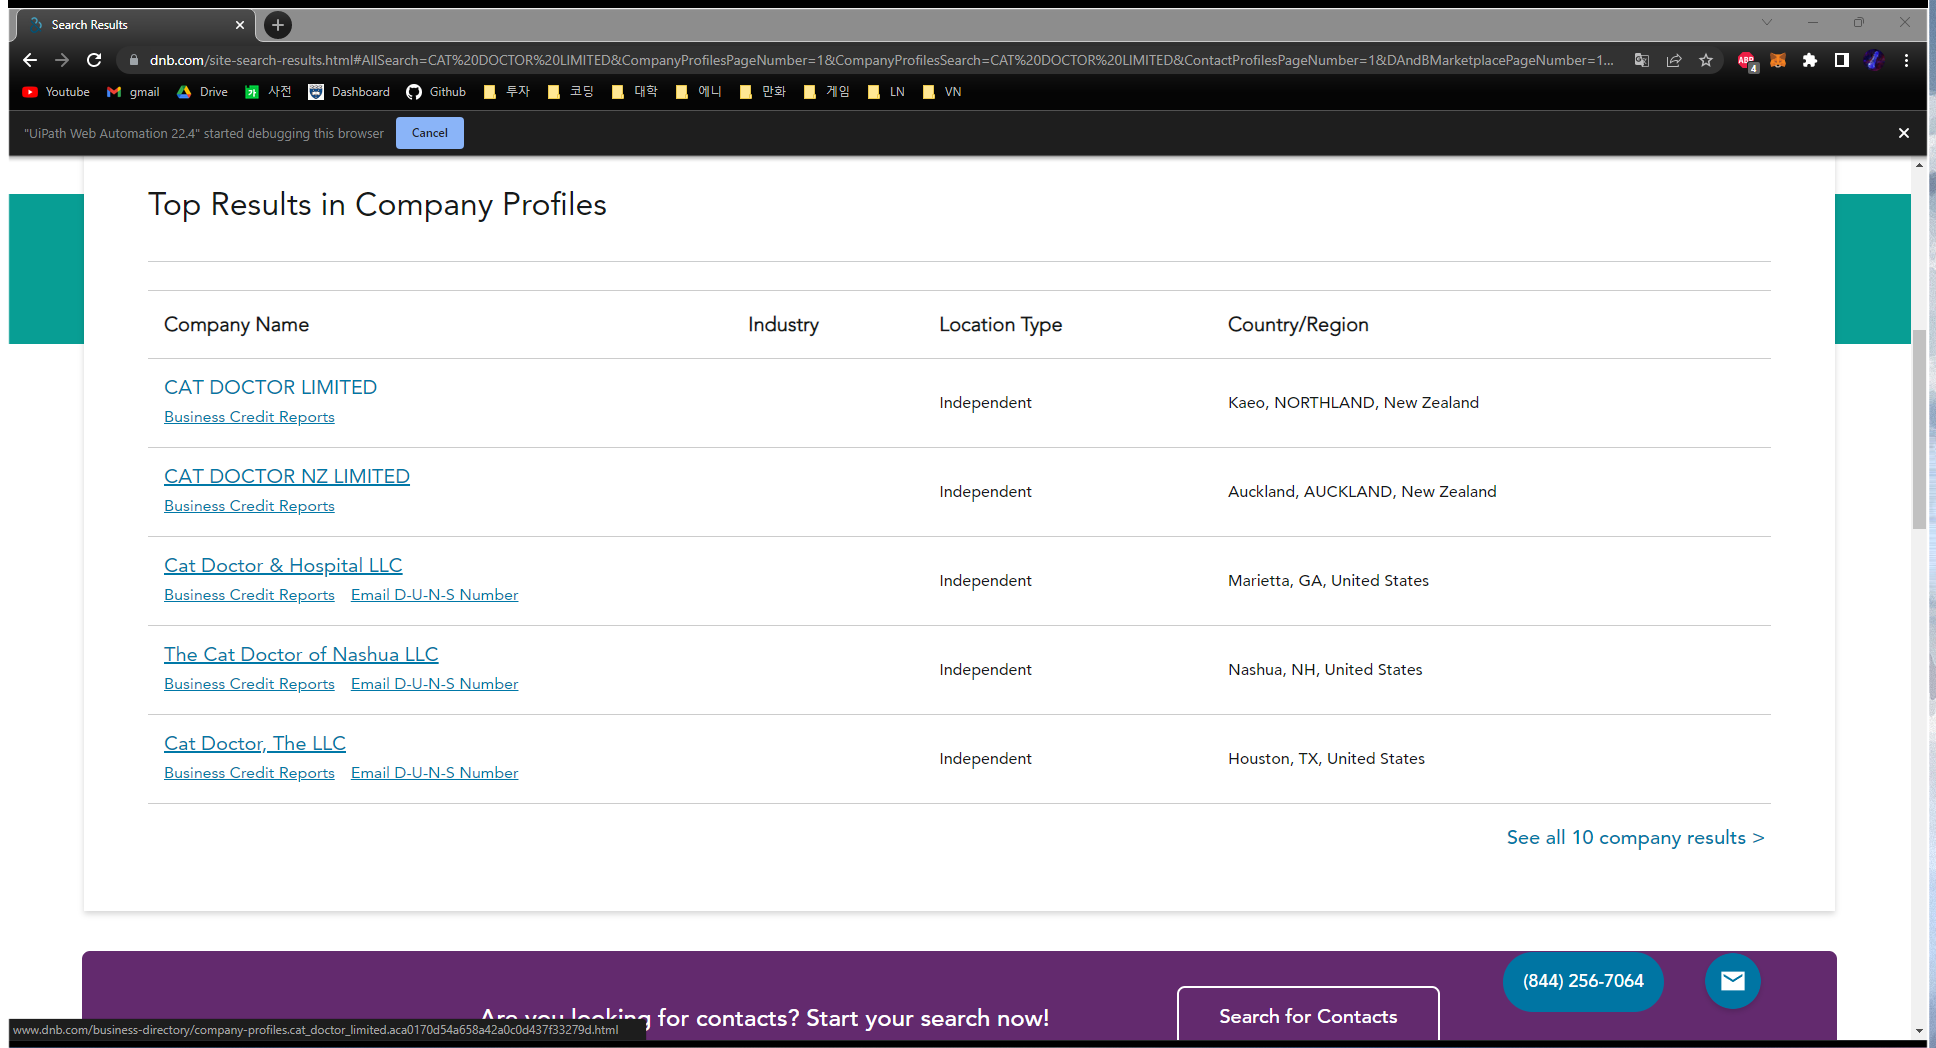 Search Results
dnb.com/site-search-results.html#AllSearch=CAT%20DOCTOR%20LIMITED&CompanyProfilesPageNumber=1&CompanyProfilesSearch=CAT%20DOCTOR%20LIMITED&ContactProfilesPageNumber=1&DAndBMarketplacePageNumber=1...
ABP 4
Youtube gmail Drive 사전 Dashboard Github 투자 코딩 대학 에니 만화 게임 LN VN
"UiPath Web Automation 22.4" started debugging this browser Cancel
Top Results in Company Profiles
Company Name Industry Location Type Country/Region
CAT DOCTOR LIMITED
Business Credit Reports
Independent Kaeo, NORTHLAND, New Zealand
CAT DOCTOR NZ LIMITED
Business Credit Reports
Independent Auckland, AUCKLAND, New Zealand
Cat Doctor & Hospital LLC
Business Credit Reports Email D-U-N-S Number
Independent Marietta, GA, United States
The Cat Doctor of Nashua LLC
Business Credit Reports Email D-U-N-S Number
Independent Nashua, NH, United States
Cat Doctor, The LLC
Business Credit Reports Email D-U-N-S Number
Independent Houston, TX, United States
See all 10 company results >
(844) 256-7064
Are you looking for contacts? Start your search now!
Search for Contacts
www.dnb.com/business-directory/company-profiles.cat_doctor_limited.aca0170d54a658a42a0c0d437f33279d.html